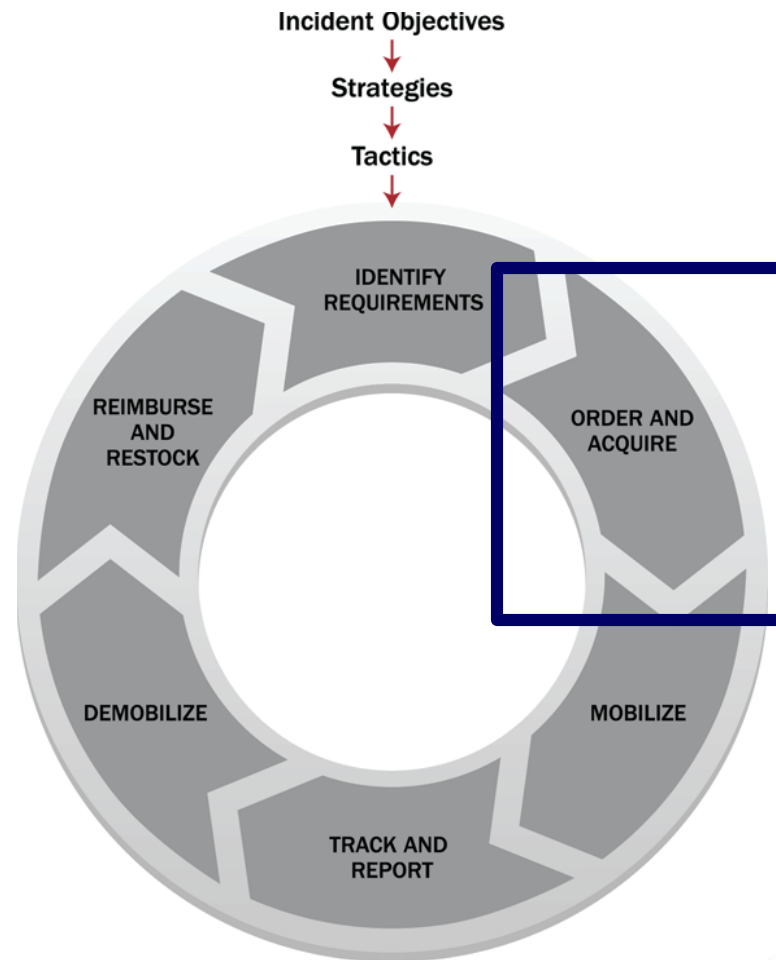 Incident Objectives
Strategies
Tactics
IDENTIFY
REQUIREMENTS
ORDER AND
ACQUIRE
MOBILIZE
TRACK AND
REPORT
DEMOBILIZE
REIMBURSE
AND
RESTOCK